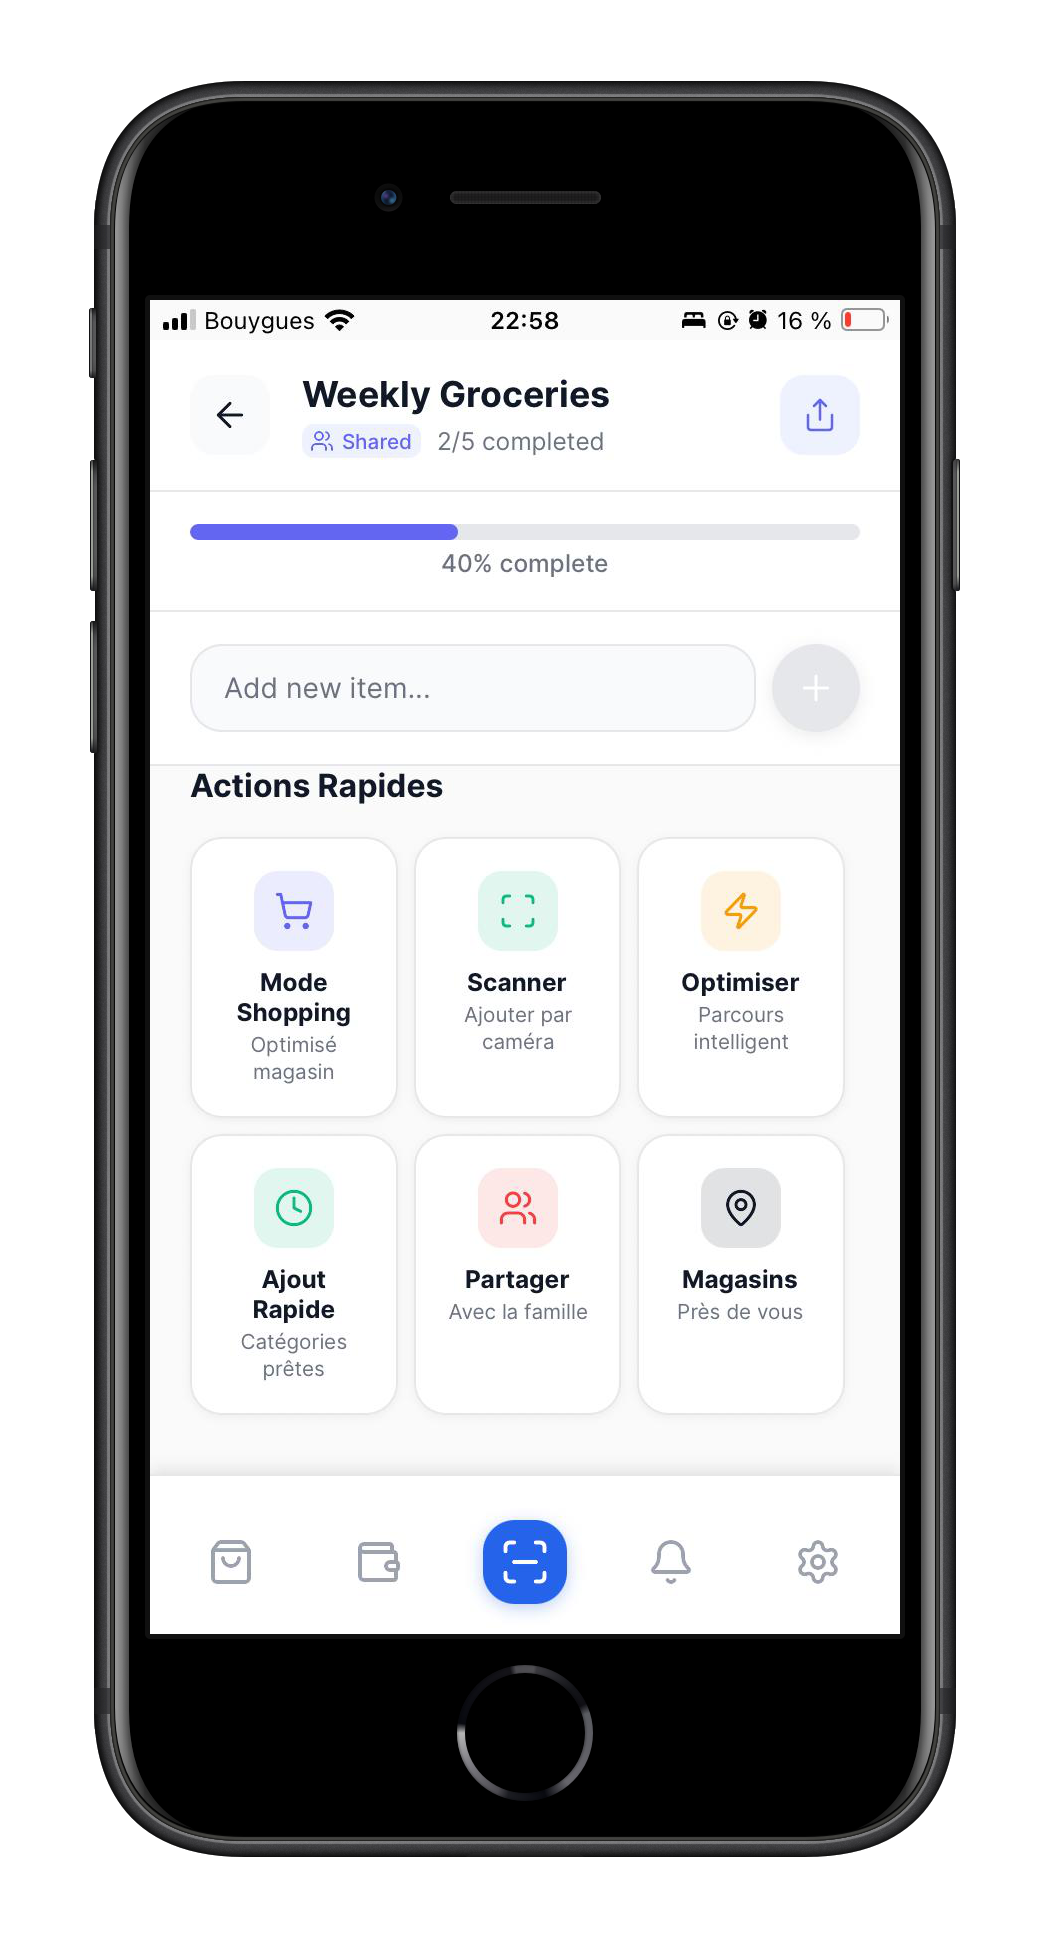 Bouygues 22:58 16 %
Weekly Groceries
Shared 2/5 completed
40% complete
Add new item...
Actions Rapides
Mode
Shopping
Optimisé
magasin
Scanner
Ajouter par
caméra
Optimiser
Parcours
intelligent
Ajout
Rapide
Catégories
prêtes
Partager
Avec la famille
Magasins
Près de vous